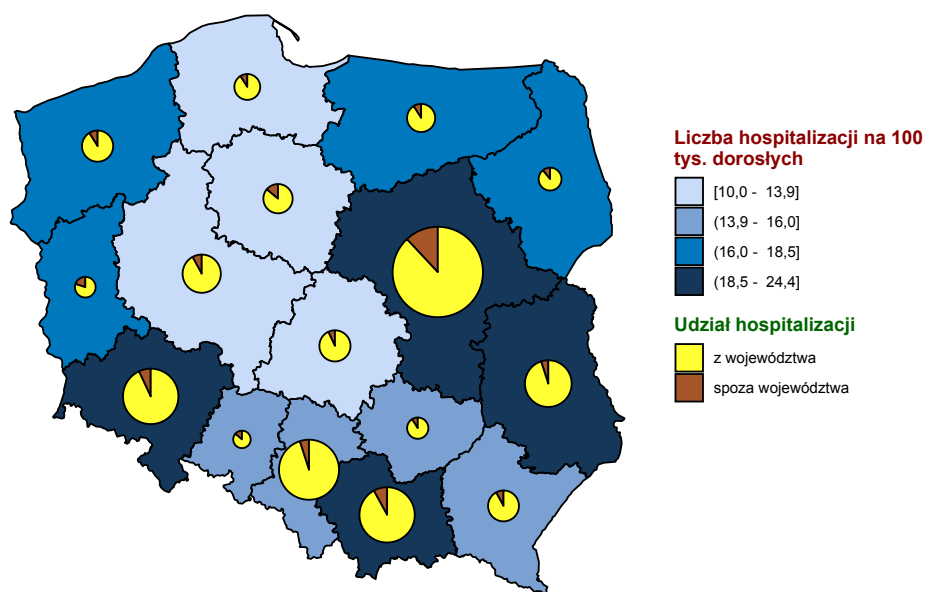 Liczba hospitalizacji na 100
tys. dorosłych
[10,0 - 13,9]
(13,9 - 16,0]
(16,0 - 18,5]
(18,5 - 24,4]
Udział hospitalizacji
z województwa
spoza województwa